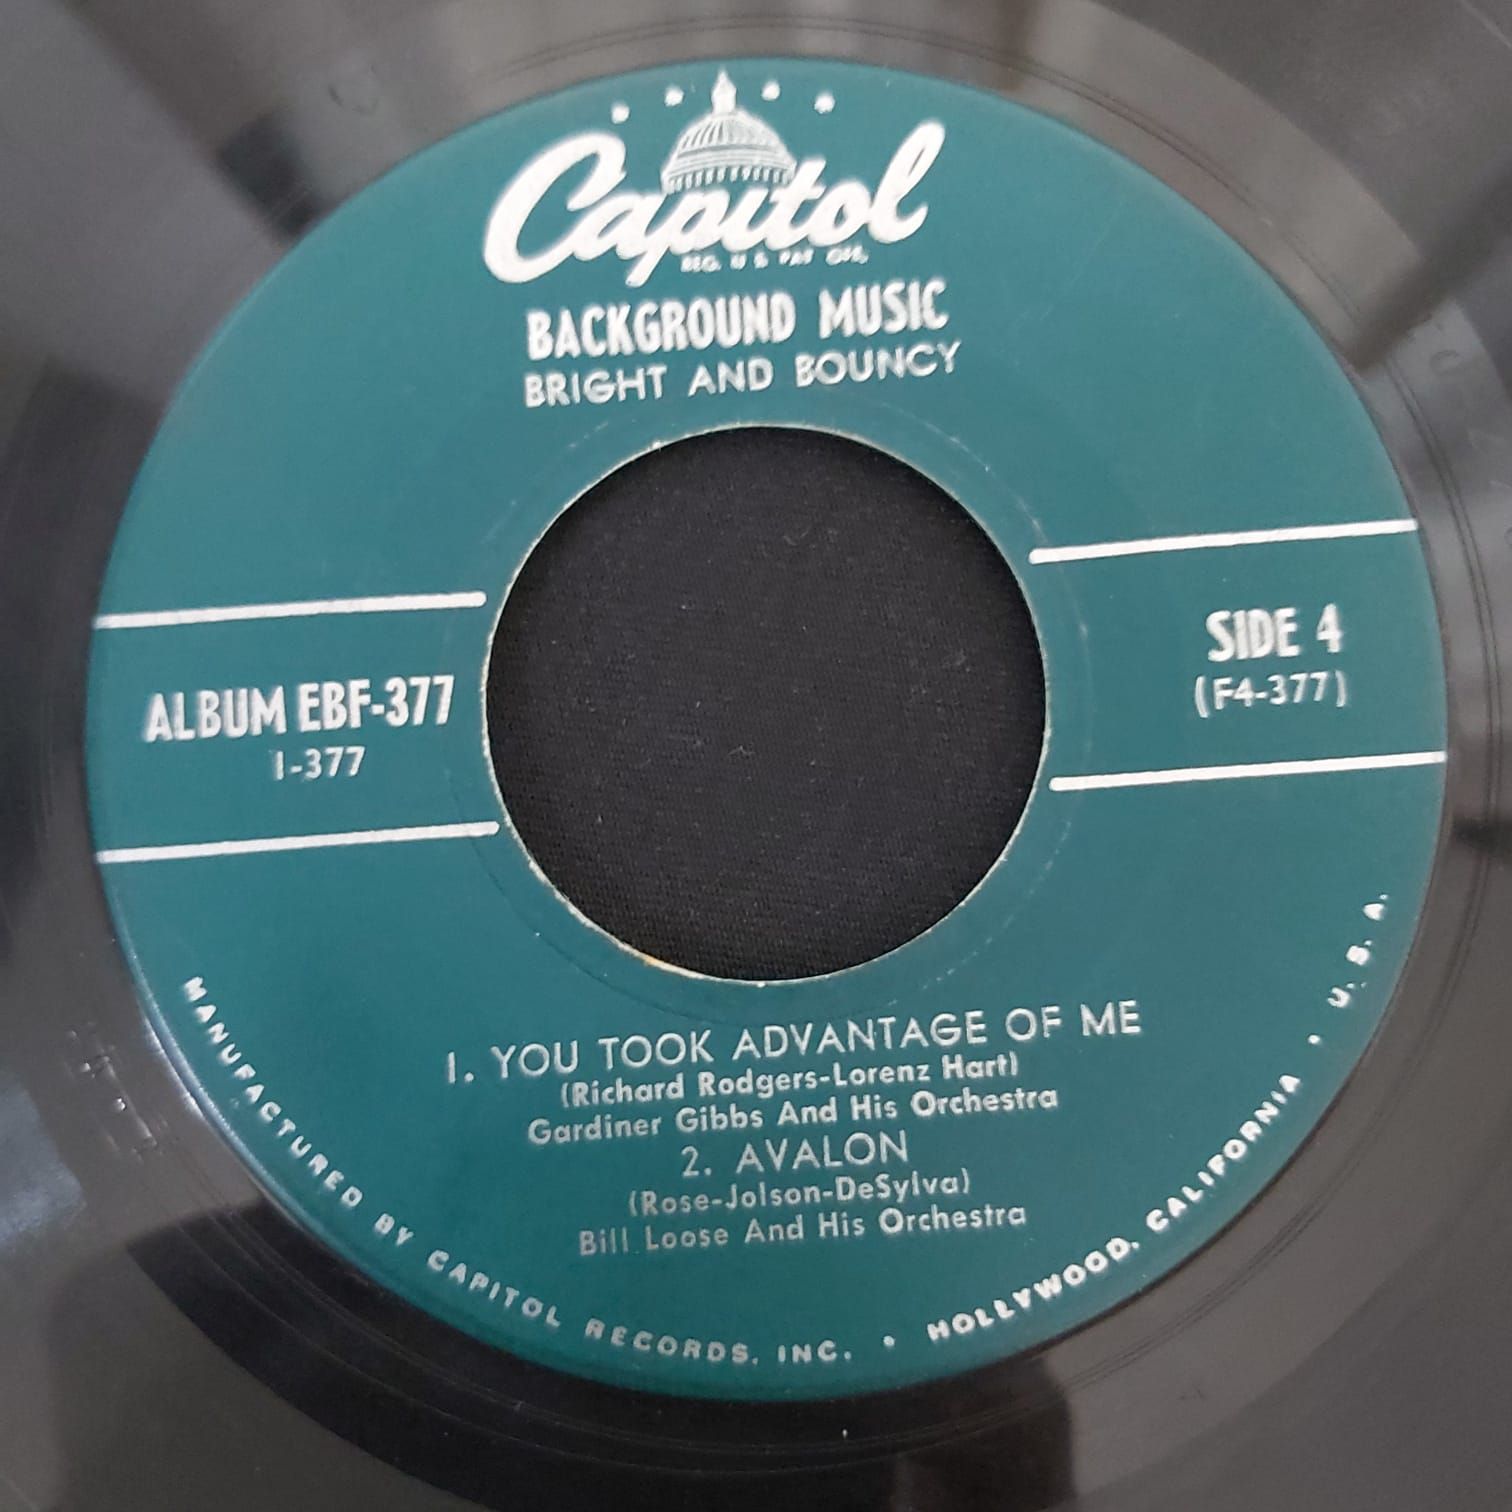 Capitol
REG. U S PAT OFF.
BACKGROUND MUSIC
BRIGHT AND BOUNCY
ALBUM EBF-377
1-377
SIDE 4
(F4-377)
1. YOU TOOK ADVANTAGE OF ME
(Richard Rodgers-Lorenz Hart)
Gardiner Gibbs And His Orchestra
2. AVALON
(Rose-Jolson-DeSylva)
Bill Loose And His Orchestra
MANUFACTURED BY CAPITOL RECORDS, INC. • HOLLYWOOD, CALIFORNIA • U. S. A.